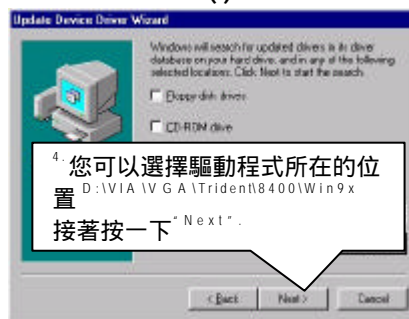 Update Device Driver Wizard
Windows will search for updated drivers in its driver
database on your hard drive, and in any of the following
selected locations. Click Next to start the search.
Floppy disk drives
CD-ROM drive
4. 您可以選擇驅動程式所在的位
置 D:\VIA\VGA\Trident\8400\Win9x
接著按一下"Next".
< Back
Next >
Cancel